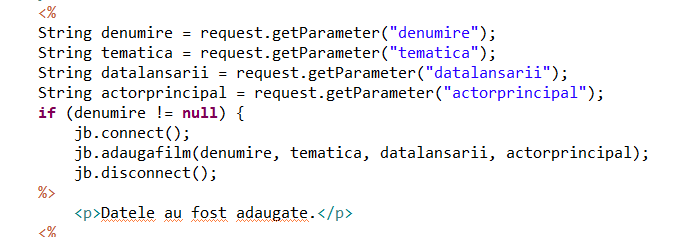 <%
String denumire = request.getParameter("denumire");
String tematica = request.getParameter("tematica");
String datalansarii = request.getParameter("datalansarii");
String actorprincipal = request.getParameter("actorprincipal");
if (denumire != null) {
    jb.connect();
    jb.adaugafilm(denumire, tematica, datalansarii, actorprincipal);
    jb.disconnect();
%>
    <p>Datele au fost adaugate.</p>
<%